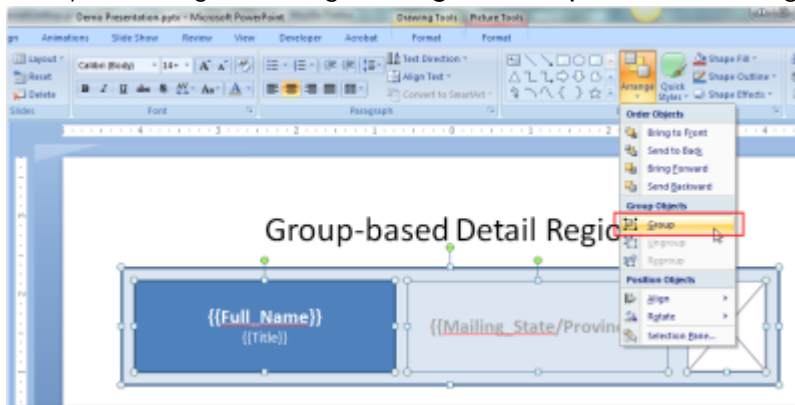 Demo Presentation.pptx - Microsoft PowerPoint
Drawing Tools
Picture Tools
Animations
Slide Show
Review
View
Developer
Acrobat
Format
Format
Layout
Reset
Delete
Slides
Calibri (Body)
14
Font
Text Direction
Align Text
Convert to SmartArt
Paragraph
Arrange
Quick
Styles
Shape Fill
Shape Outline
Shape Effects
Order Objects
Bring to Front
Send to Back
Bring Forward
Send Backward
Group Objects
Group
Ungroup
Regroup
Position Objects
Align
Rotate
Selection Pane...
Group-based Detail Regio
{{Full_Name}}
{{Title}}
{{Mailing_State/Provinc